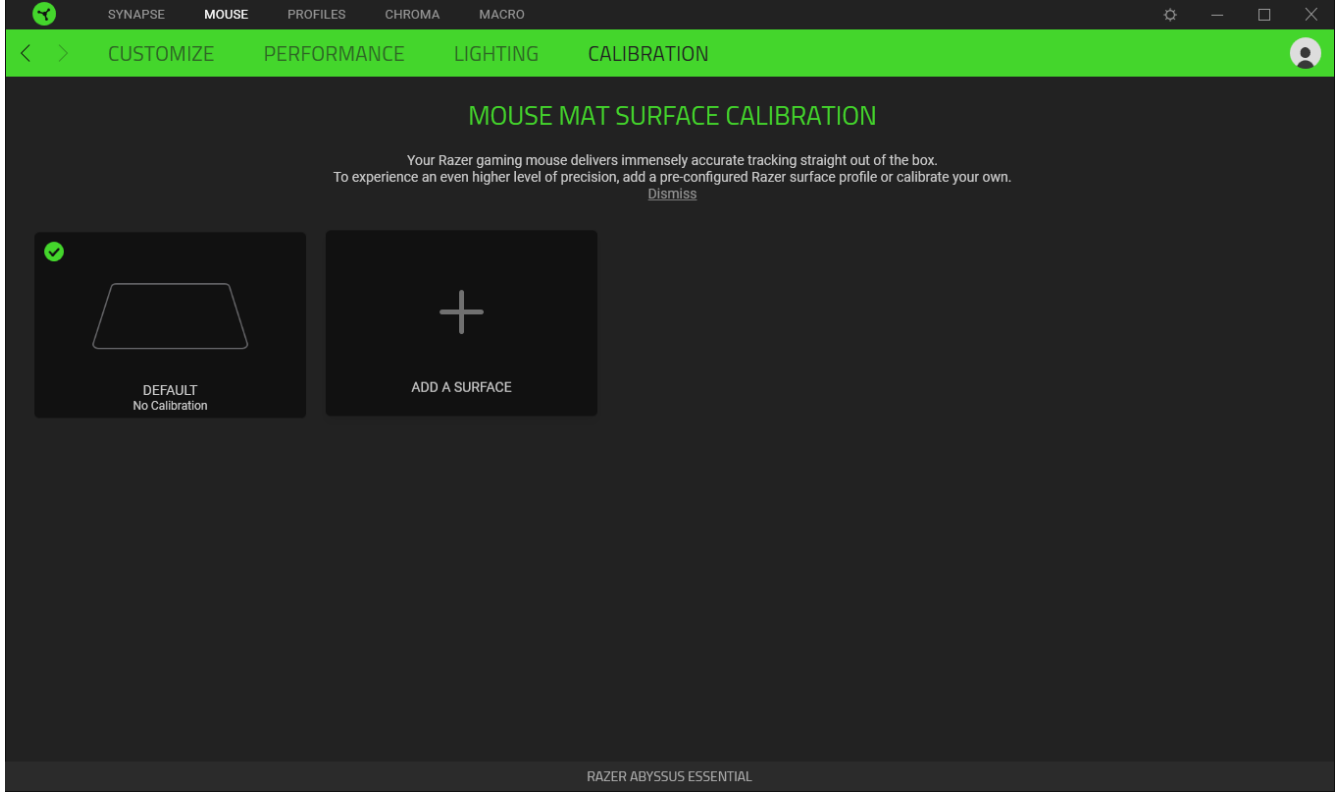 SYNAPSE MOUSE PROFILES CHROMA MACRO
CUSTOMIZE PERFORMANCE LIGHTING CALIBRATION
MOUSE MAT SURFACE CALIBRATION
Your Razer gaming mouse delivers immensely accurate tracking straight out of the box.
To experience an even higher level of precision, add a pre-configured Razer surface profile or calibrate your own.
Dismiss
DEFAULT
No Calibration
ADD A SURFACE
RAZER ABYSSUS ESSENTIAL